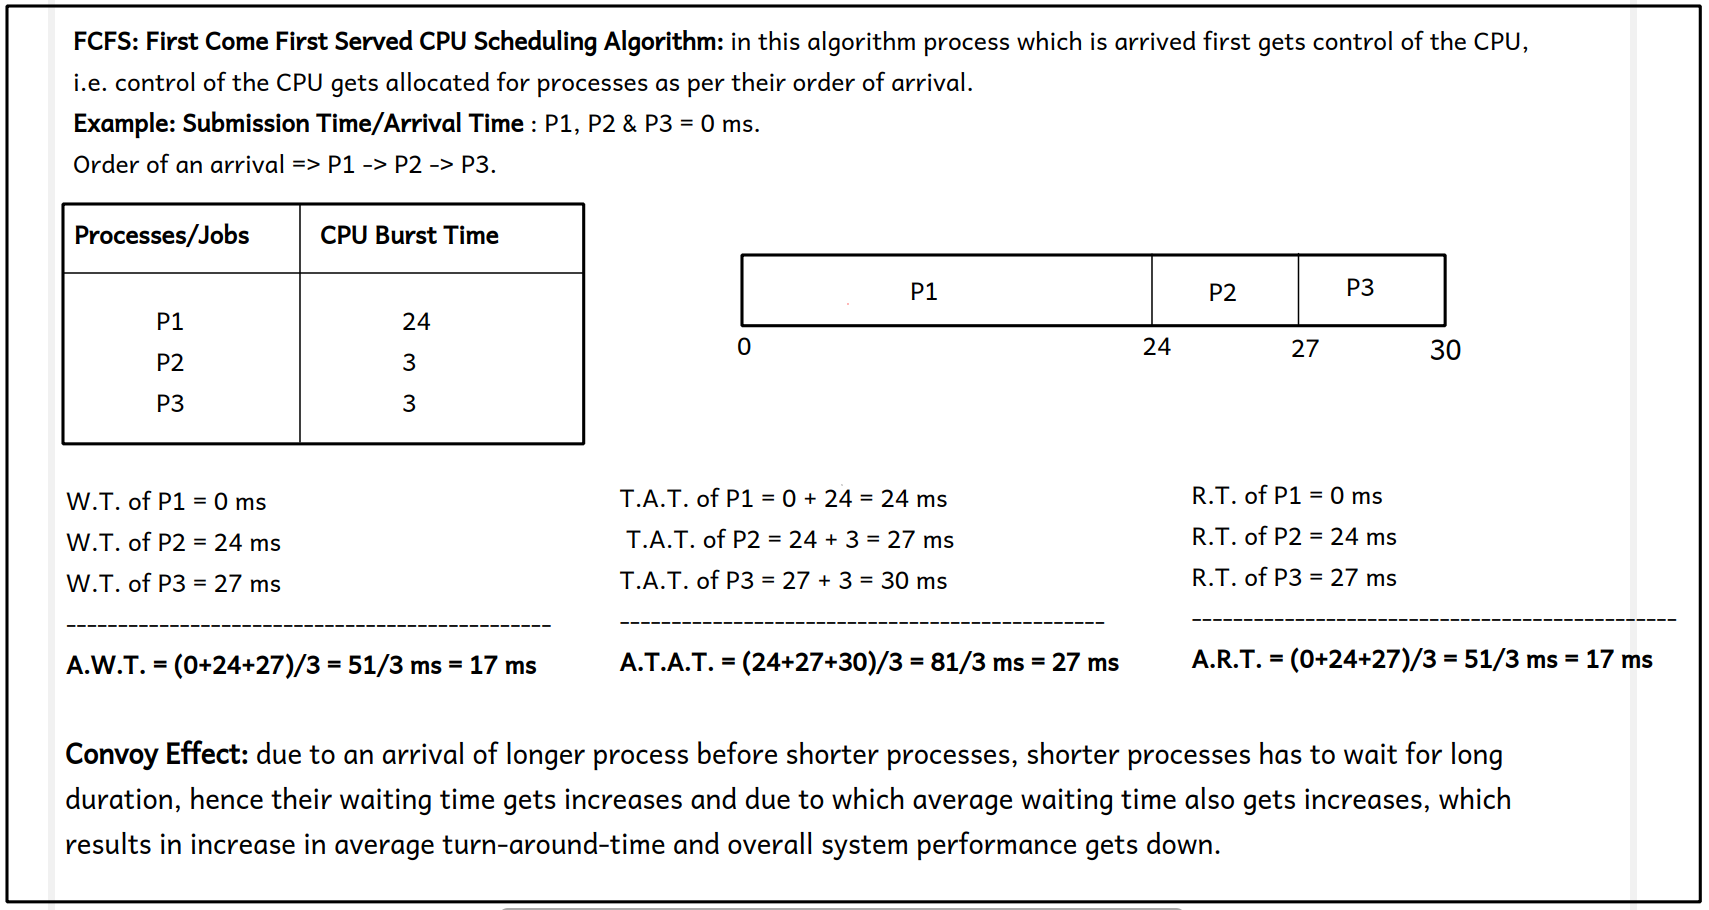 FCFS: First Come First Served CPU Scheduling Algorithm: in this algorithm process which is arrived first gets control of the CPU,
i.e. control of the CPU gets allocated for processes as per their order of arrival.
Example: Submission Time/Arrival Time : P1, P2 & P3 = 0 ms.
Order of an arrival => P1 -> P2 -> P3.
Processes/Jobs CPU Burst Time
P1 24
P2 3
P3 3
P1 P2 P3
0 24 27 30
W.T. of P1 = 0 ms
W.T. of P2 = 24 ms
W.T. of P3 = 27 ms
-----------------------------------------------
A.W.T. = (0+24+27)/3 = 51/3 ms = 17 ms
T.A.T. of P1 = 0 + 24 = 24 ms
T.A.T. of P2 = 24 + 3 = 27 ms
T.A.T. of P3 = 27 + 3 = 30 ms
-----------------------------------------------
A.T.A.T. = (24+27+30)/3 = 81/3 ms = 27 ms
R.T. of P1 = 0 ms
R.T. of P2 = 24 ms
R.T. of P3 = 27 ms
-----------------------------------------------
A.R.T. = (0+24+27)/3 = 51/3 ms = 17 ms
Convoy Effect: due to an arrival of longer process before shorter processes, shorter processes has to wait for long
duration, hence their waiting time gets increases and due to which average waiting time also gets increases, which
results in increase in average turn-around-time and overall system performance gets down.